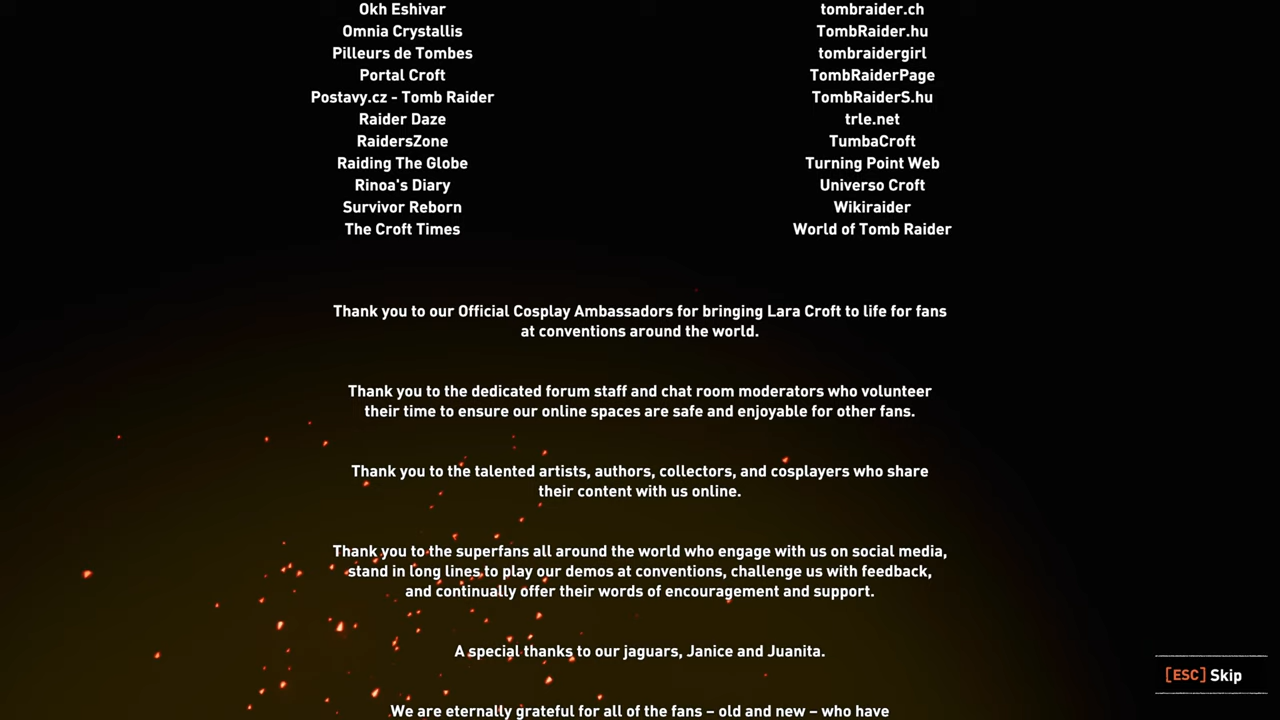 Okh Eshivar
Omnia Crystallis
Pilleurs de Tombes
Portal Croft
Postavy.cz - Tomb Raider
Raider Daze
RaidersZone
Raiding The Globe
Rinoa's Diary
Survivor Reborn
The Croft Times
tombraider.ch
TombRaider.hu
tombraidergirl
TombRaiderPage
TombRaiderS.hu
trle.net
TumbaCroft
Turning Point Web
Universo Croft
Wikiraider
World of Tomb Raider
Thank you to our Official Cosplay Ambassadors for bringing Lara Croft to life for fans
at conventions around the world.
Thank you to the dedicated forum staff and chat room moderators who volunteer
their time to ensure our online spaces are safe and enjoyable for other fans.
Thank you to the talented artists, authors, collectors, and cosplayers who share
their content with us online.
Thank you to the superfans all around the world who engage with us on social media,
stand in long lines to play our demos at conventions, challenge us with feedback,
and continually offer their words of encouragement and support.
A special thanks to our jaguars, Janice and Juanita.
We are eternally grateful for all of the fans – old and new – who have
[ESC] Skip